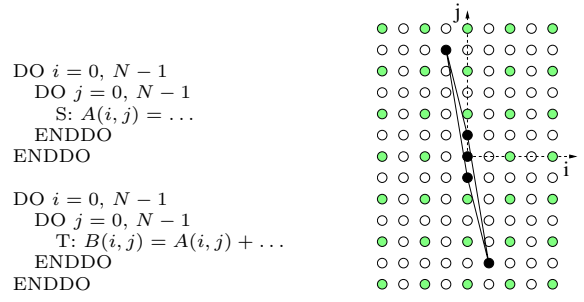 DO i = 0, N − 1
DO j = 0, N − 1
S: A(i, j) = . . .
ENDDO
ENDDO
DO i = 0, N − 1
DO j = 0, N − 1
T: B(i, j) = A(i, j) + . . .
ENDDO
ENDDO
j
i